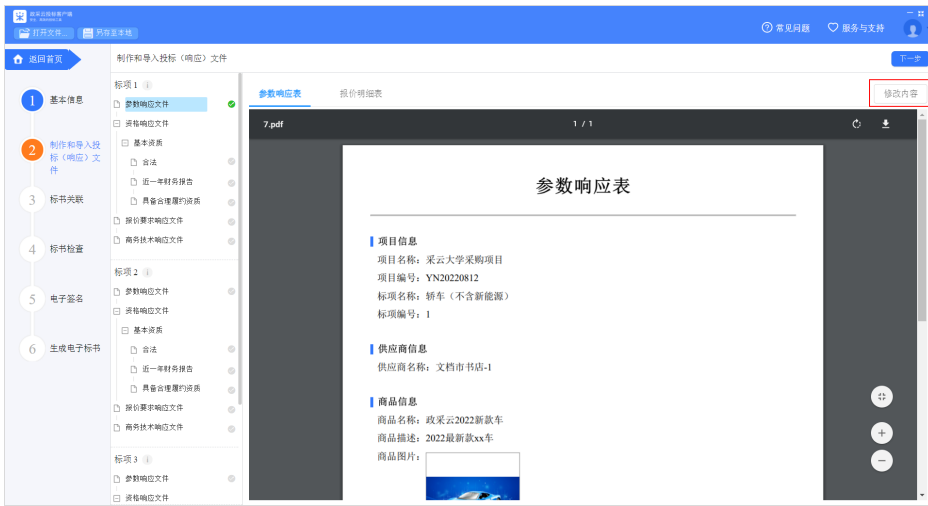 政采云投标客户端
打开文件...
另存至本地
常见问题
服务与支持
返回首页
制作和导入投标（响应）文件
下一步
1
基本信息
2
制作和导入投
标（响应）文
件
3
标书关联
4
标书检查
5
电子签名
6
生成电子标书
标项 1
参数响应文件
资格响应文件
基本资质
合法
近一年财务报告
具备合理履约资质
报价要求响应文件
商务技术响应文件
标项 2
参数响应文件
资格响应文件
基本资质
合法
近一年财务报告
具备合理履约资质
报价要求响应文件
商务技术响应文件
标项 3
参数响应文件
资格响应文件
参数响应表
报价明细表
修改内容
7.pdf
1 / 1
参数响应表
项目信息
项目名称：采云大学采购项目
项目编号：YN20220812
标项名称：轿车（不含新能源）
标项编号：1
供应商信息
供应商名称：文档市书店-1
商品信息
商品名称：政采云2022新款车
商品描述：2022最新款xx车
商品图片：